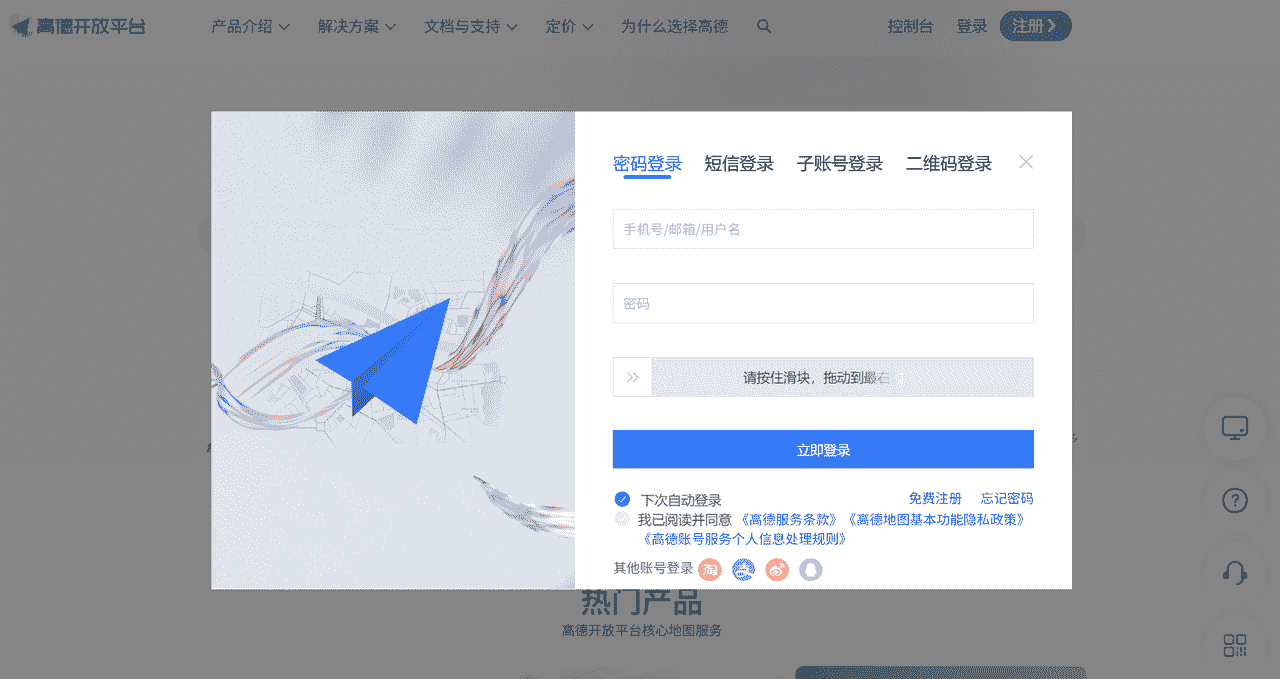 高德开放平台
产品介绍 解决方案 文档与支持 定价 为什么选择高德 控制台 登录 注册
密码登录 短信登录 子账号登录 二维码登录
手机号/邮箱/用户名
密码
请按住滑块，拖动到最右
立即登录
下次自动登录 免费注册 忘记密码
我已阅读并同意 《高德服务条款》 《高德地图基本功能隐私政策》
《高德账号服务个人信息处理规则》
其他账号登录 淘
热门产品
高德开放平台核心地图服务